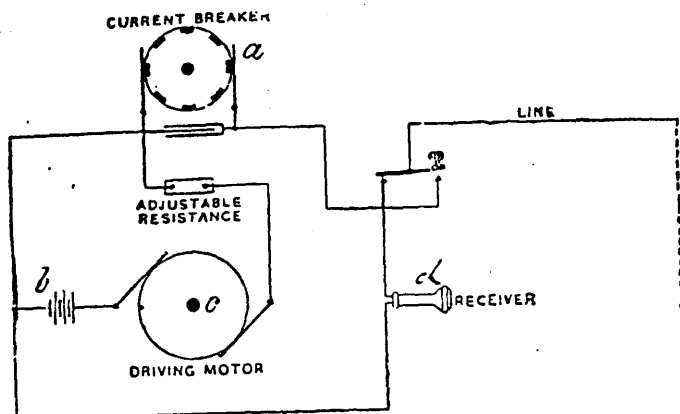 CURRENT BREAKER
a
LINE
ADJUSTABLE
RESISTANCE
b
c
d
RECEIVER
DRIVING MOTOR